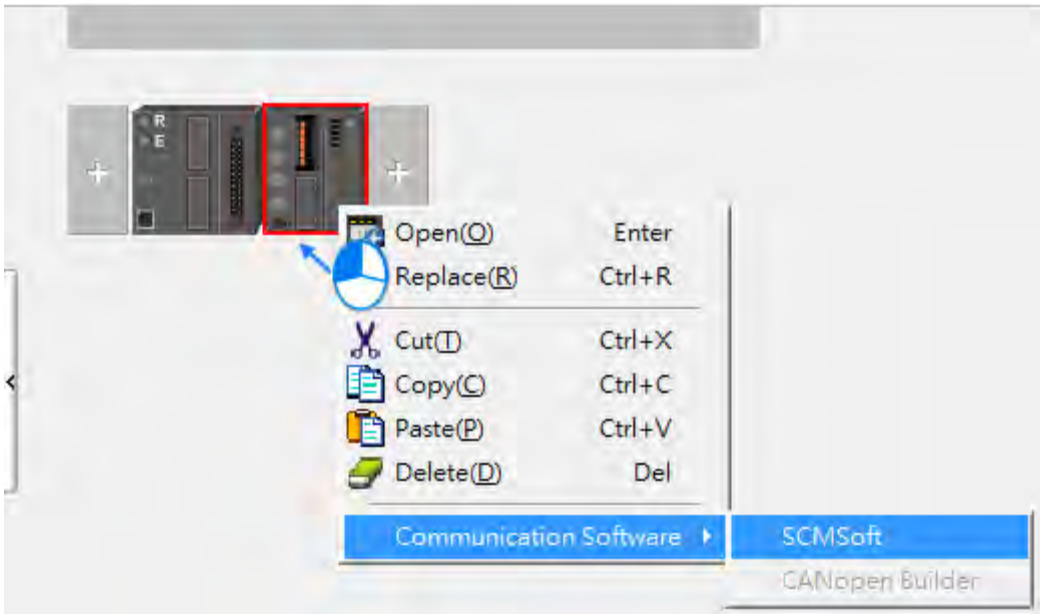 R
E
+
+
Open(O) Enter
Replace(R) Ctrl+R
Cut(T) Ctrl+X
Copy(C) Ctrl+C
Paste(P) Ctrl+V
Delete(D) Del
Communication Software SCMSoft
CANopen Builder